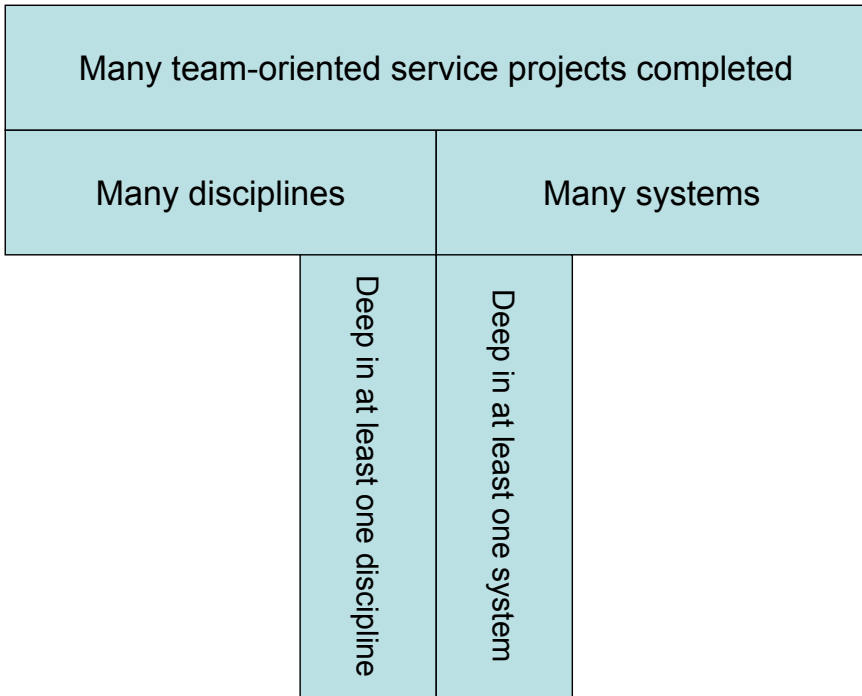 Many team-oriented service projects completed
Many disciplines
Many systems
Deep in at least one discipline
Deep in at least one system